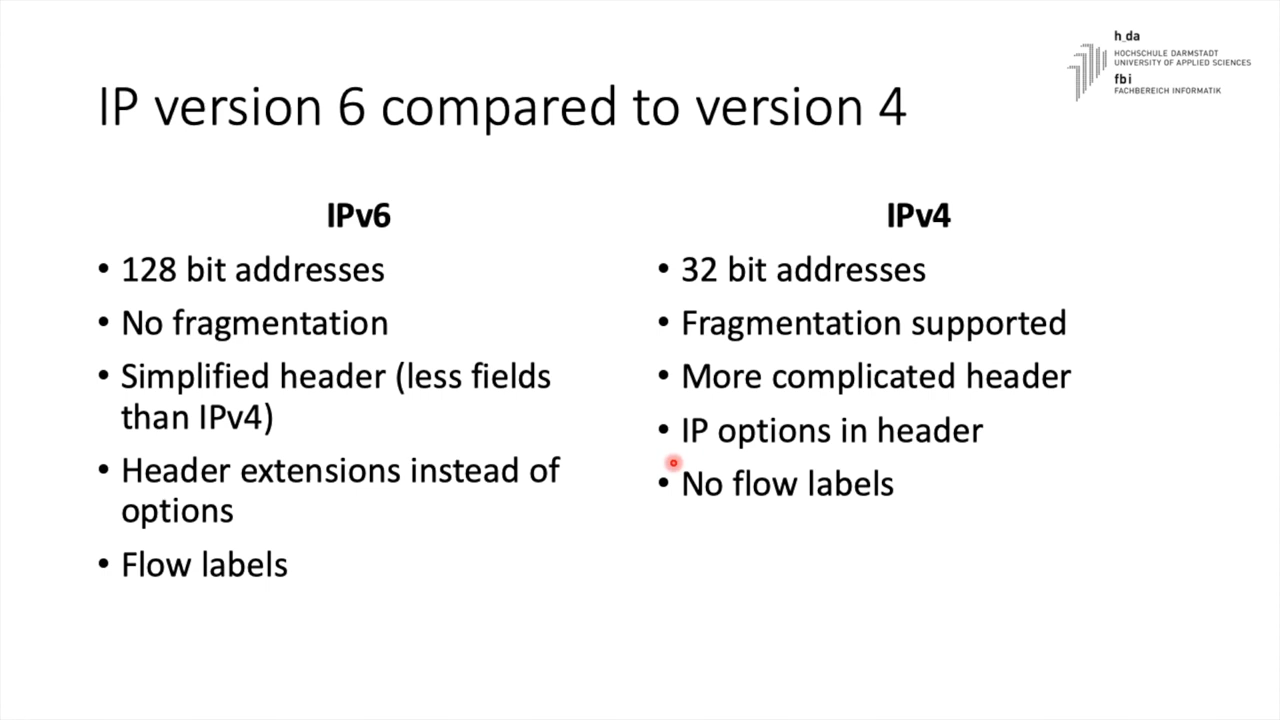 h_da
HOCHSCHULE DARMSTADT
UNIVERSITY OF APPLIED SCIENCES
fbi
FACHBEREICH INFORMATIK
IP version 6 compared to version 4
IPv6
• 128 bit addresses
• No fragmentation
• Simplified header (less fields
than IPv4)
• Header extensions instead of
options
• Flow labels
IPv4
• 32 bit addresses
• Fragmentation supported
• More complicated header
• IP options in header
• No flow labels